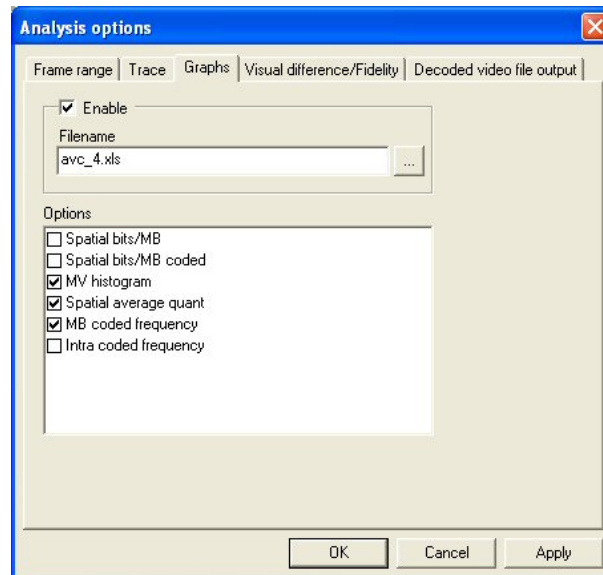 Analysis options
Frame range Trace Graphs Visual difference/Fidelity Decoded video file output
Enable
Filename
avc_4.xls
...
Options
Spatial bits/MB
Spatial bits/MB coded
MV histogram
Spatial average quant
MB coded frequency
Intra coded frequency
OK Cancel Apply